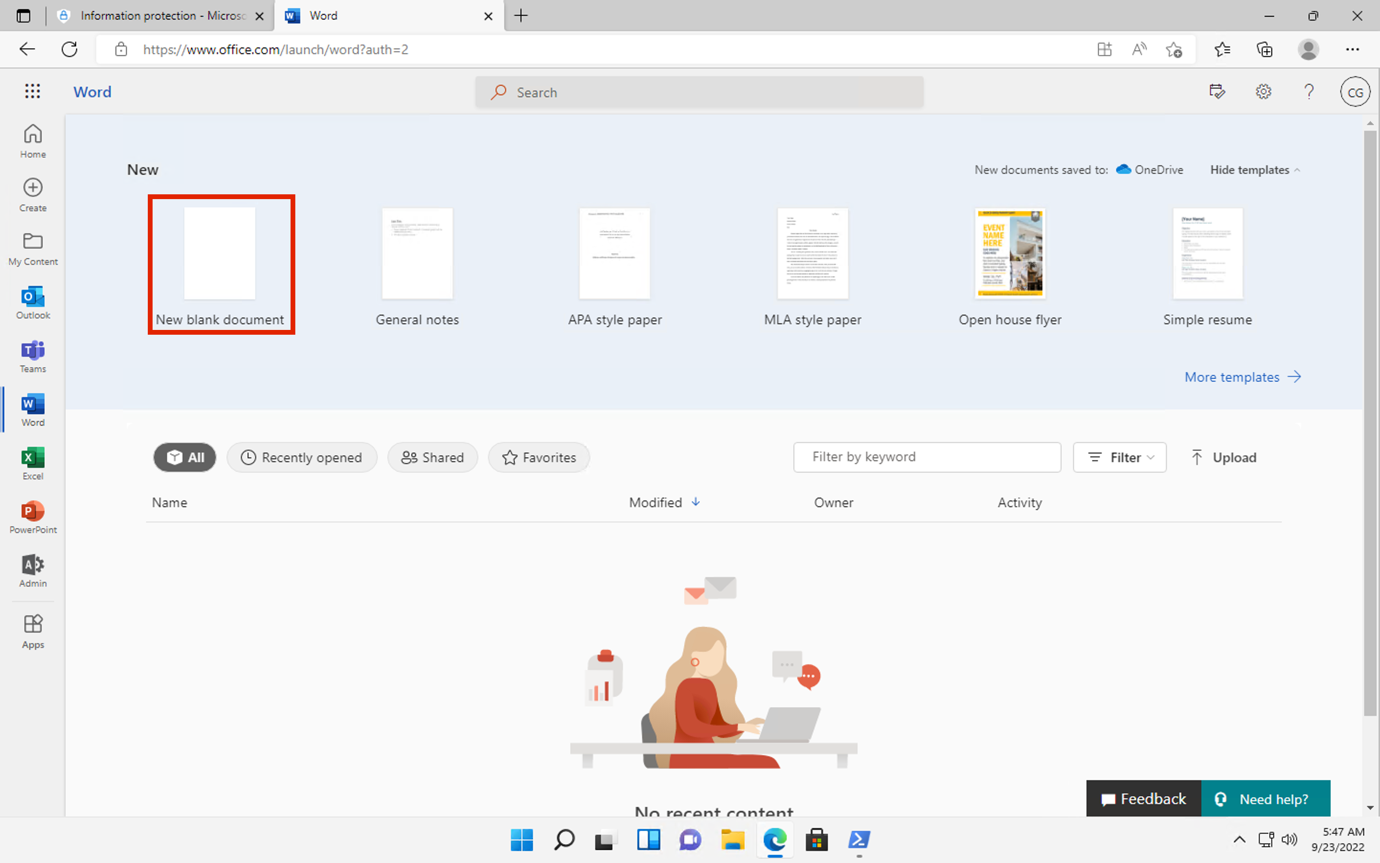 Information protection - Microso
Word
https://www.office.com/launch/word?auth=2
Word
Search
CG
Home
Create
My Content
Outlook
Teams
Word
Excel
PowerPoint
Admin
Apps
New
New documents saved to: OneDrive
Hide templates
New blank document
General notes
APA style paper
MLA style paper
EVENT
NAME
HERE
Open house flyer
[Your Name]
Simple resume
More templates
All
Recently opened
Shared
Favorites
Filter by keyword
Filter
Upload
Name
Modified
Owner
Activity
No recent content
Feedback
Need help?
5:47 AM
9/23/2022